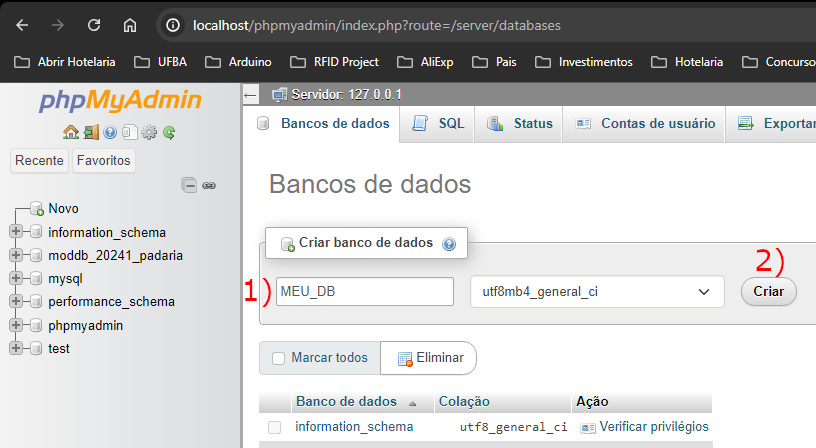 localhost/phpmyadmin/index.php?route=/server/databases
Abrir Hotelaria UFBA Arduino RFID Project AliExp Pais Investimentos Hotelaria Concurso
phpMyAdmin
Recente Favoritos
Novo
information_schema
moddb_20241_padaria
mysql
performance_schema
phpmyadmin
test
Servidor: 127.0.0.1
Bancos de dados SQL Status Contas de usuário Exportar
Bancos de dados
Criar banco de dados
1) MEU_DB utf8mb4_general_ci 2) Criar
Marcar todos Eliminar
Banco de dados Colação Ação
information_schema utf8_general_ci Verificar privilégios